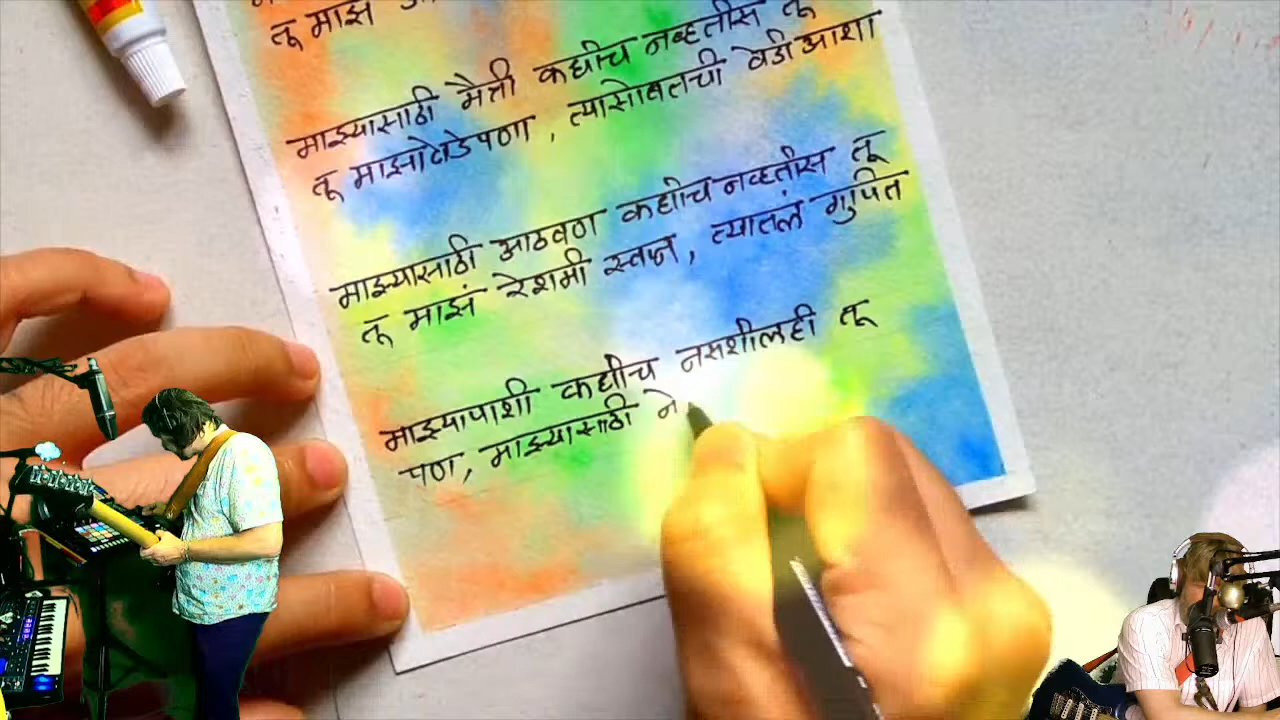 तू माझं
माझ्यासाठी मैत्री कधीच नव्हतीस तू
तू माझा वेडेपणा, त्यासोबतची वेडी आशा
माझ्यासाठी आठवण कधीच नव्हतीस तू
तू माझं रेशमी स्वप्न, त्यातलं गुपित
माझ्यापाशी कधीच नसशीलही तू
पण, माझ्यासाठी ने